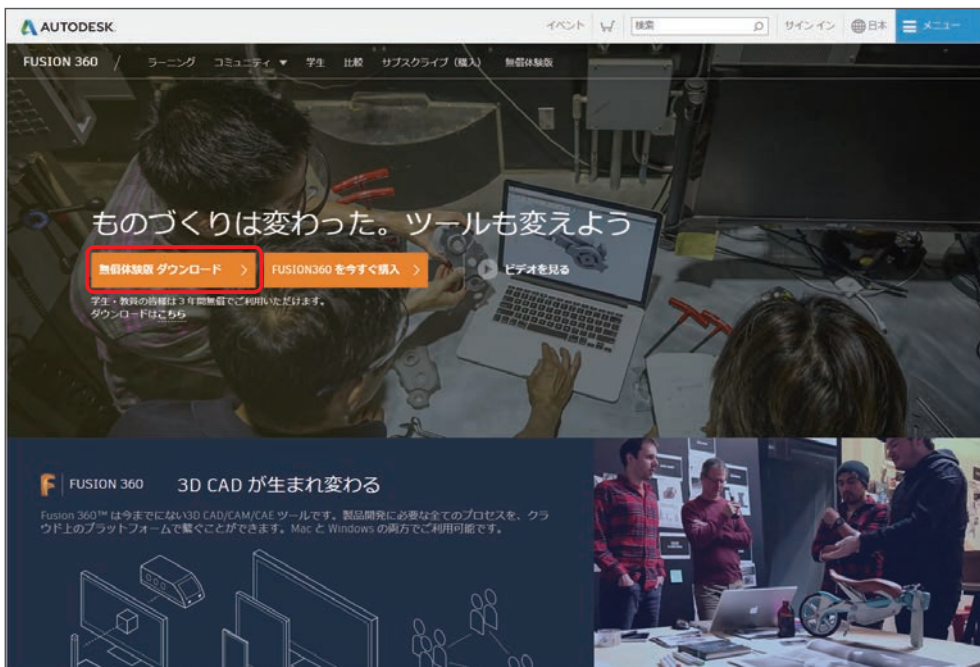 AUTODESK
イベント
検索
サインイン
日本
メニュー
FUSION 360 /
ラーニング
コミュニティ ▼
学生
比較
サブスクライブ (購入)
無償体験版
ものづくりは変わった。ツールも変えよう
無償体験版 ダウンロード >
FUSION360 を今すぐ購入 >
ビデオを見る
学生・教員の皆様は3年間無償でご利用いただけます。
ダウンロードはこちら
F FUSION 360
3D CAD が生まれ変わる
Fusion 360™ は今までにない3D CAD/CAM/CAE ツールです。製品開発に必要な全てのプロセスを、クラ
ウド上のプラットフォームで繋ぐことができます。Mac と Windows の両方でご利用可能です。